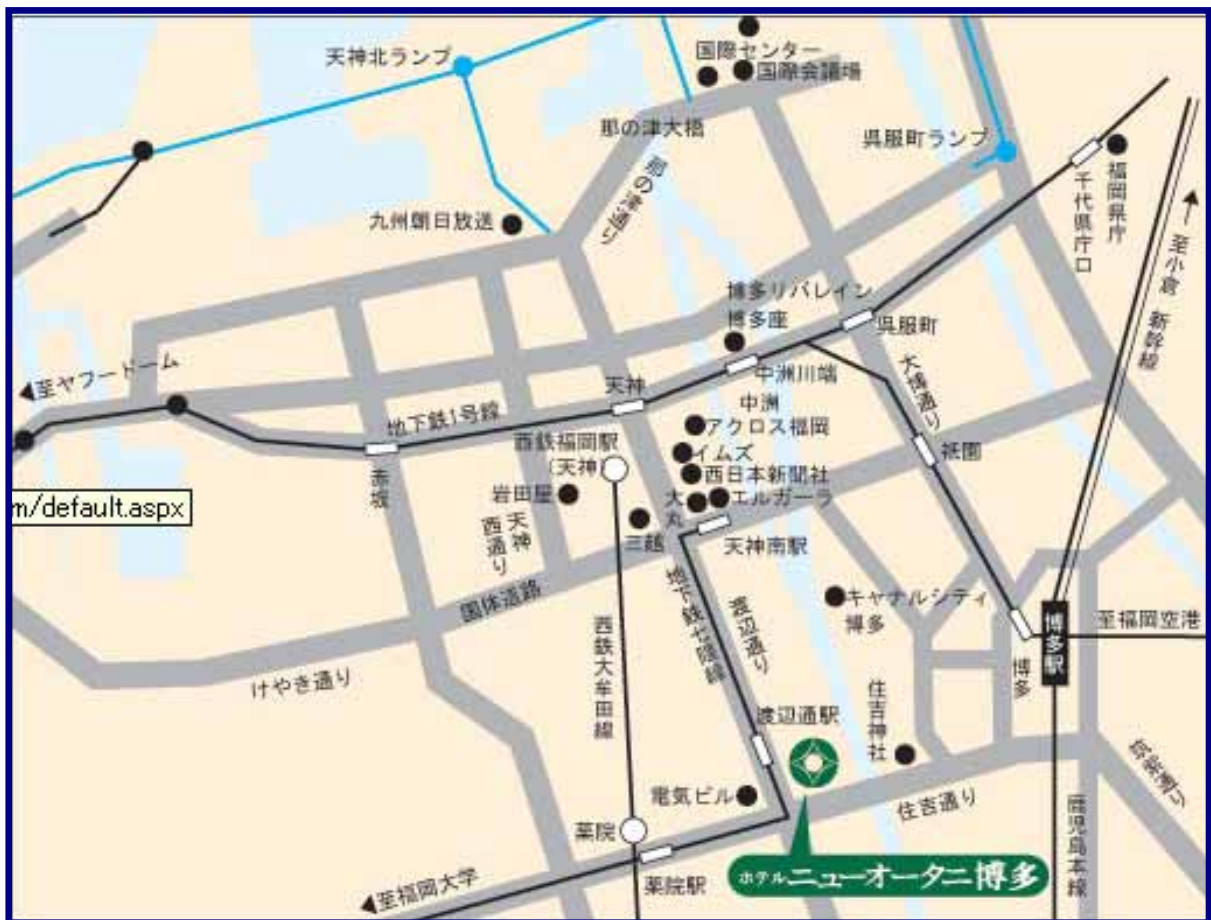 国際センター
天神北ランプ
国際会議場
那の津大橋
呉服町ランプ
那の津通り
福岡県庁
千代県庁口
九州朝日放送
至小倉
新幹線
博多リバレイン
博多座
呉服町
◀至ヤフードーム
天神
中洲川端
大博通り
地下鉄1号線
中洲
アクロス福岡
西鉄福岡駅
(天神)
イムズ
祇園
赤坂
西日本新聞社
岩田屋
大丸
エルガーラ
m/default.aspx
天神
西通り
三越
天神南駅
国体道路
地下鉄七隈線
渡辺通り
キャナルシティ
博多
博多駅
至福岡空港
西鉄大牟田線
けやき通り
博多
住吉神社
渡辺通駅
筑紫通り
電気ビル
住吉通り
鹿児島本線
薬院
薬院駅
ホテルニューオータニ博多
◀至福岡大学